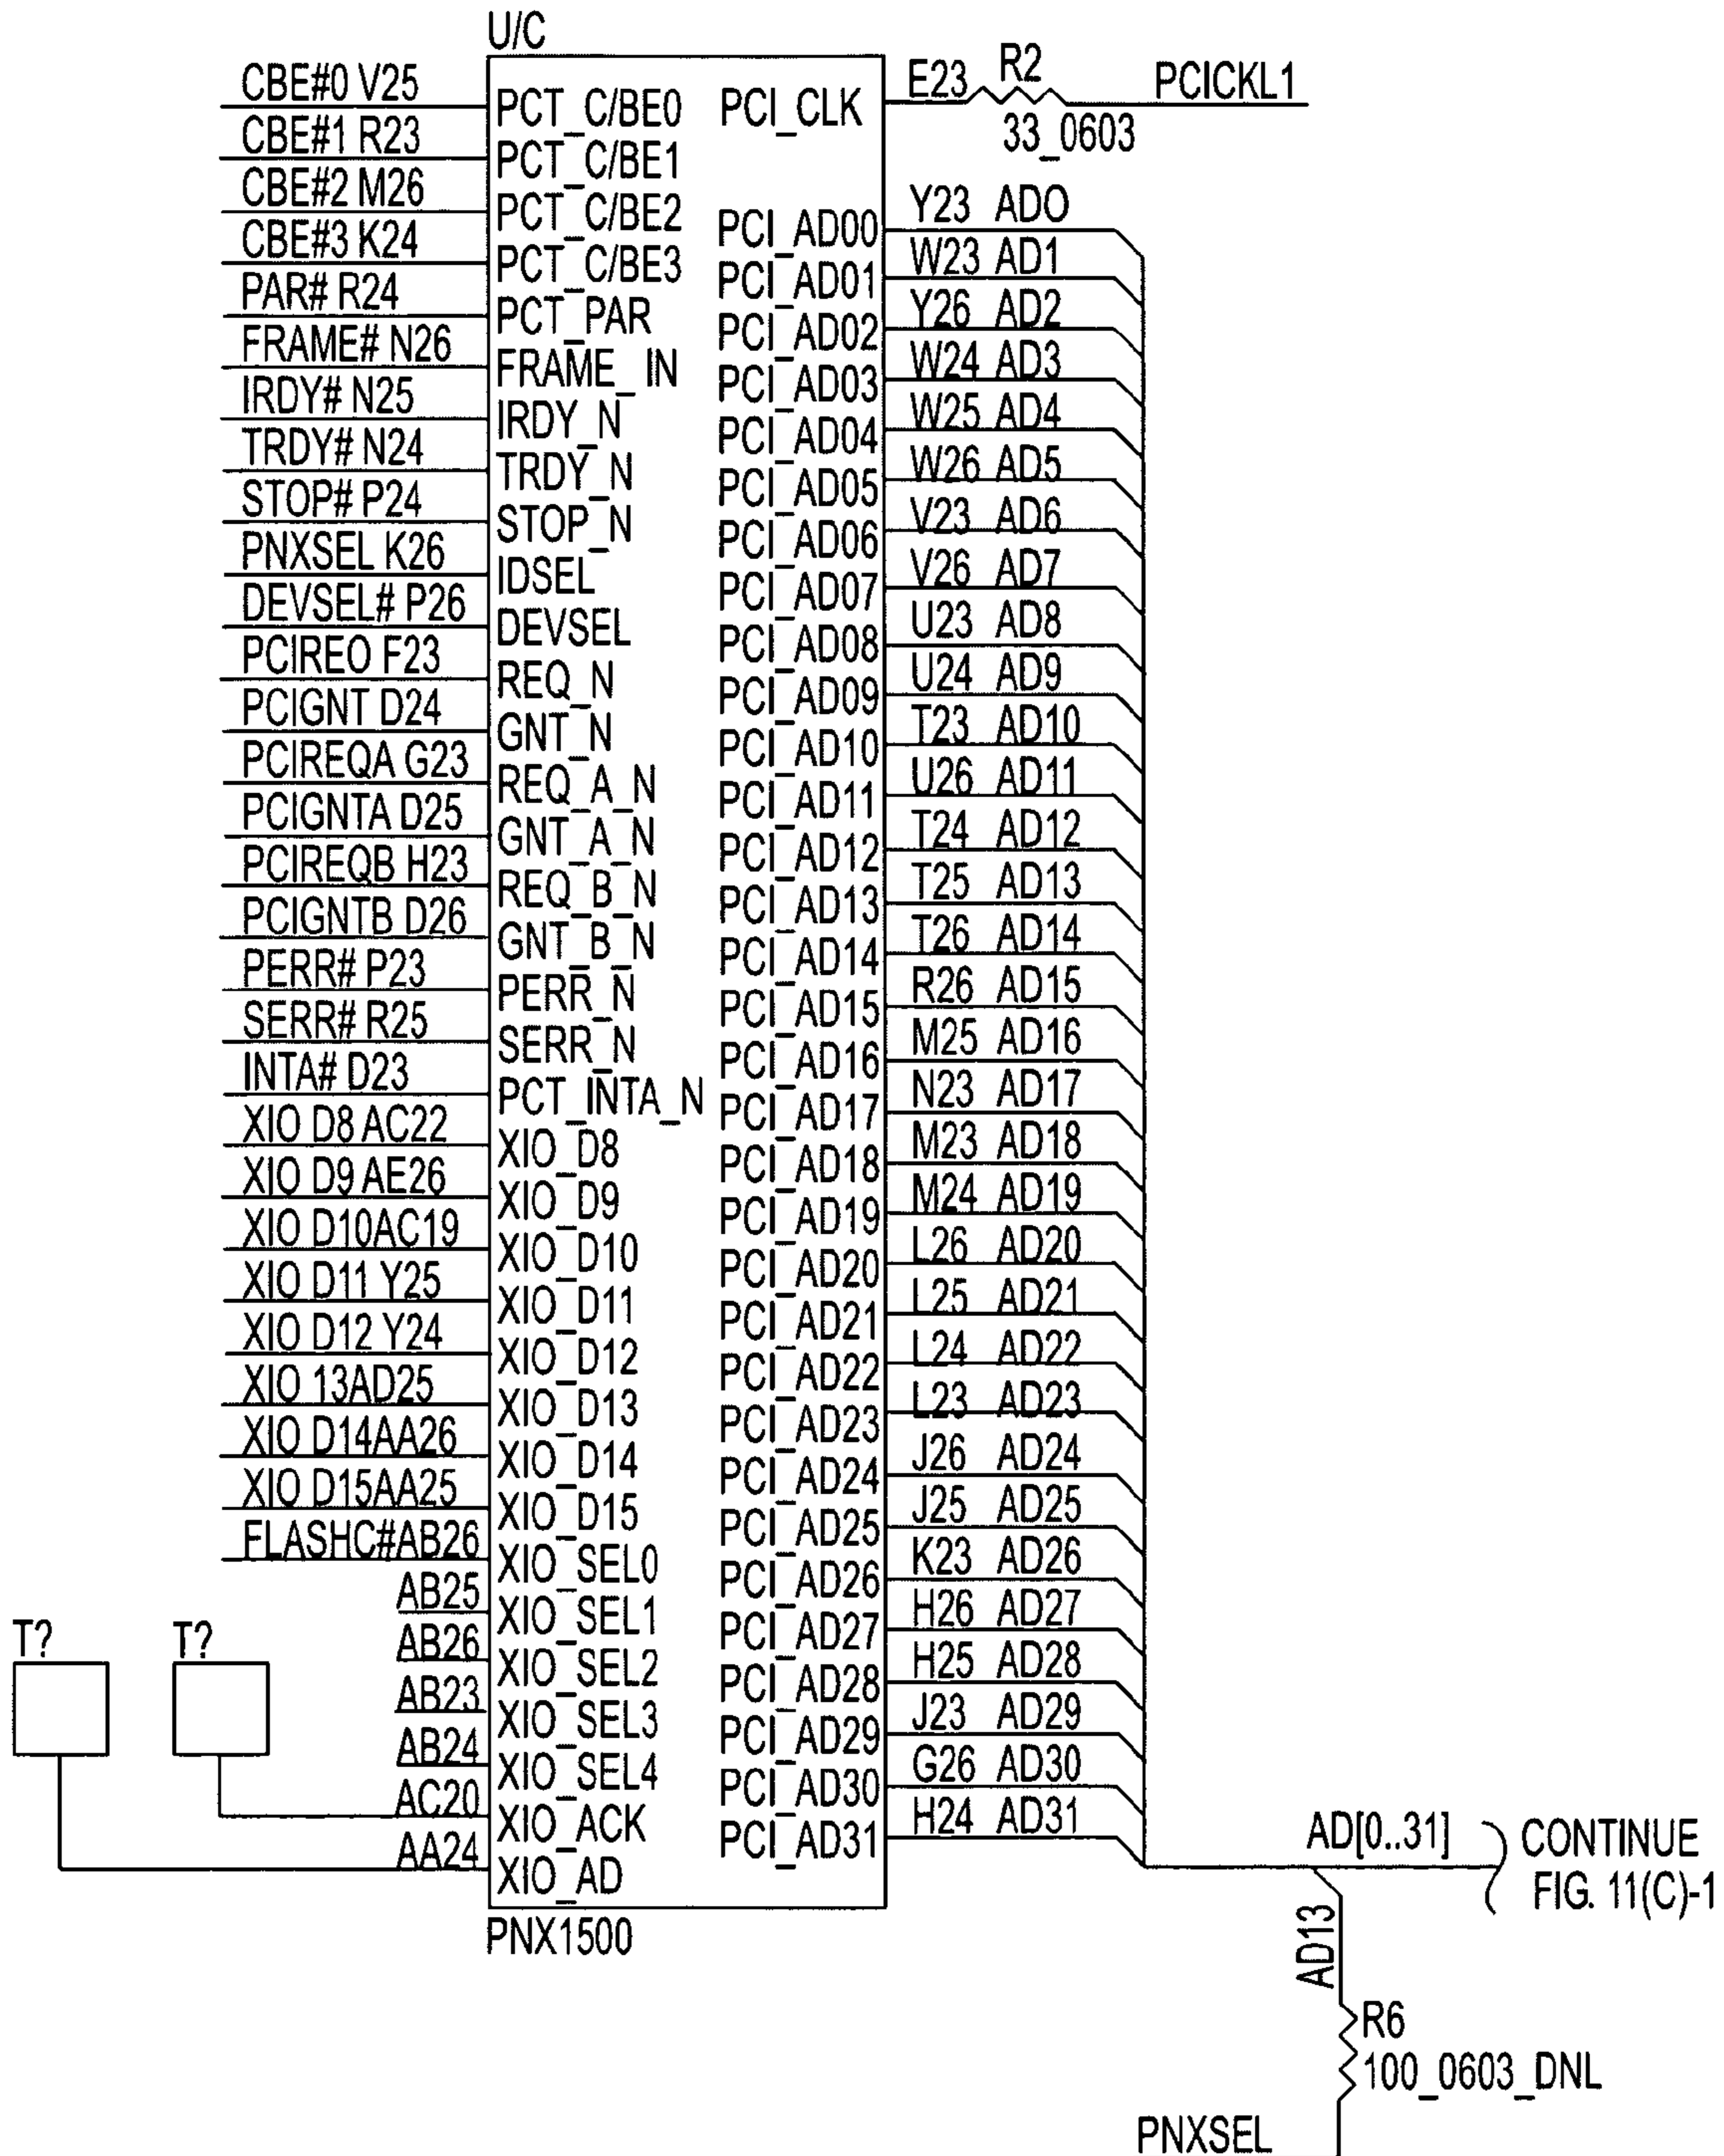 U/C
CBE#0 V25
CBE#1 R23
CBE#2 M26
CBE#3 K24
PAR# R24
FRAME# N26
IRDY# N25
TRDY# N24
STOP# P24
PNXSEL K26
DEVSEL# P26
PCIREO F23
PCIGNT D24
PCIREQA G23
PCIGNTA D25
PCIREQB H23
PCIGNTB D26
PERR# P23
SERR# R25
INTA# D23
XIO D8 AC22
XIO D9 AE26
XIO D10AC19
XIO D11 Y25
XIO D12 Y24
XIO 13AD25
XIO D14AA26
XIO D15AA25
FLASHC#AB26
AB25
AB26
AB23
AB24
AC20
AA24
T?
T?
PCT_C/BE0
PCT_C/BE1
PCT_C/BE2
PCT_C/BE3
PCT_PAR
FRAME_ IN
IRDY_N
TRDY_N
STOP_N
IDSEL
DEVSEL
REQ_N
GNT_N
REQ_A_N
GNT_A_N
REQ_B_N
GNT_B_N
PERR_N
SERR_N
PCT_INTA_N
XIO_D8
XIO_D9
XIO_D10
XIO_D11
XIO_D12
XIO_D13
XIO_D14
XIO_D15
XIO_SEL0
XIO_SEL1
XIO_SEL2
XIO_SEL3
XIO_SEL4
XIO_ACK
XIO_AD
PCI_CLK
PCI_AD00
PCI_AD01
PCI_AD02
PCI_AD03
PCI_AD04
PCI_AD05
PCI_AD06
PCI_AD07
PCI_AD08
PCI_AD09
PCI_AD10
PCI_AD11
PCI_AD12
PCI_AD13
PCI_AD14
PCI_AD15
PCI_AD16
PCI_AD17
PCI_AD18
PCI_AD19
PCI_AD20
PCI_AD21
PCI_AD22
PCI_AD23
PCI_AD24
PCI_AD25
PCI_AD26
PCI_AD27
PCI_AD28
PCI_AD29
PCI_AD30
PCI_AD31
PNX1500
E23 R2 PCICKL1
33_0603
Y23 ADO
W23 AD1
Y26 AD2
W24 AD3
W25 AD4
W26 AD5
V23 AD6
V26 AD7
U23 AD8
U24 AD9
T23 AD10
U26 AD11
T24 AD12
T25 AD13
T26 AD14
R26 AD15
M25 AD16
N23 AD17
M23 AD18
M24 AD19
L26 AD20
L25 AD21
L24 AD22
L23 AD23
J26 AD24
J25 AD25
K23 AD26
H26 AD27
H25 AD28
J23 AD29
G26 AD30
H24 AD31
AD[0..31]
CONTINUE
FIG. 11(C)-1
AD13
R6
100_0603_DNL
PNXSEL